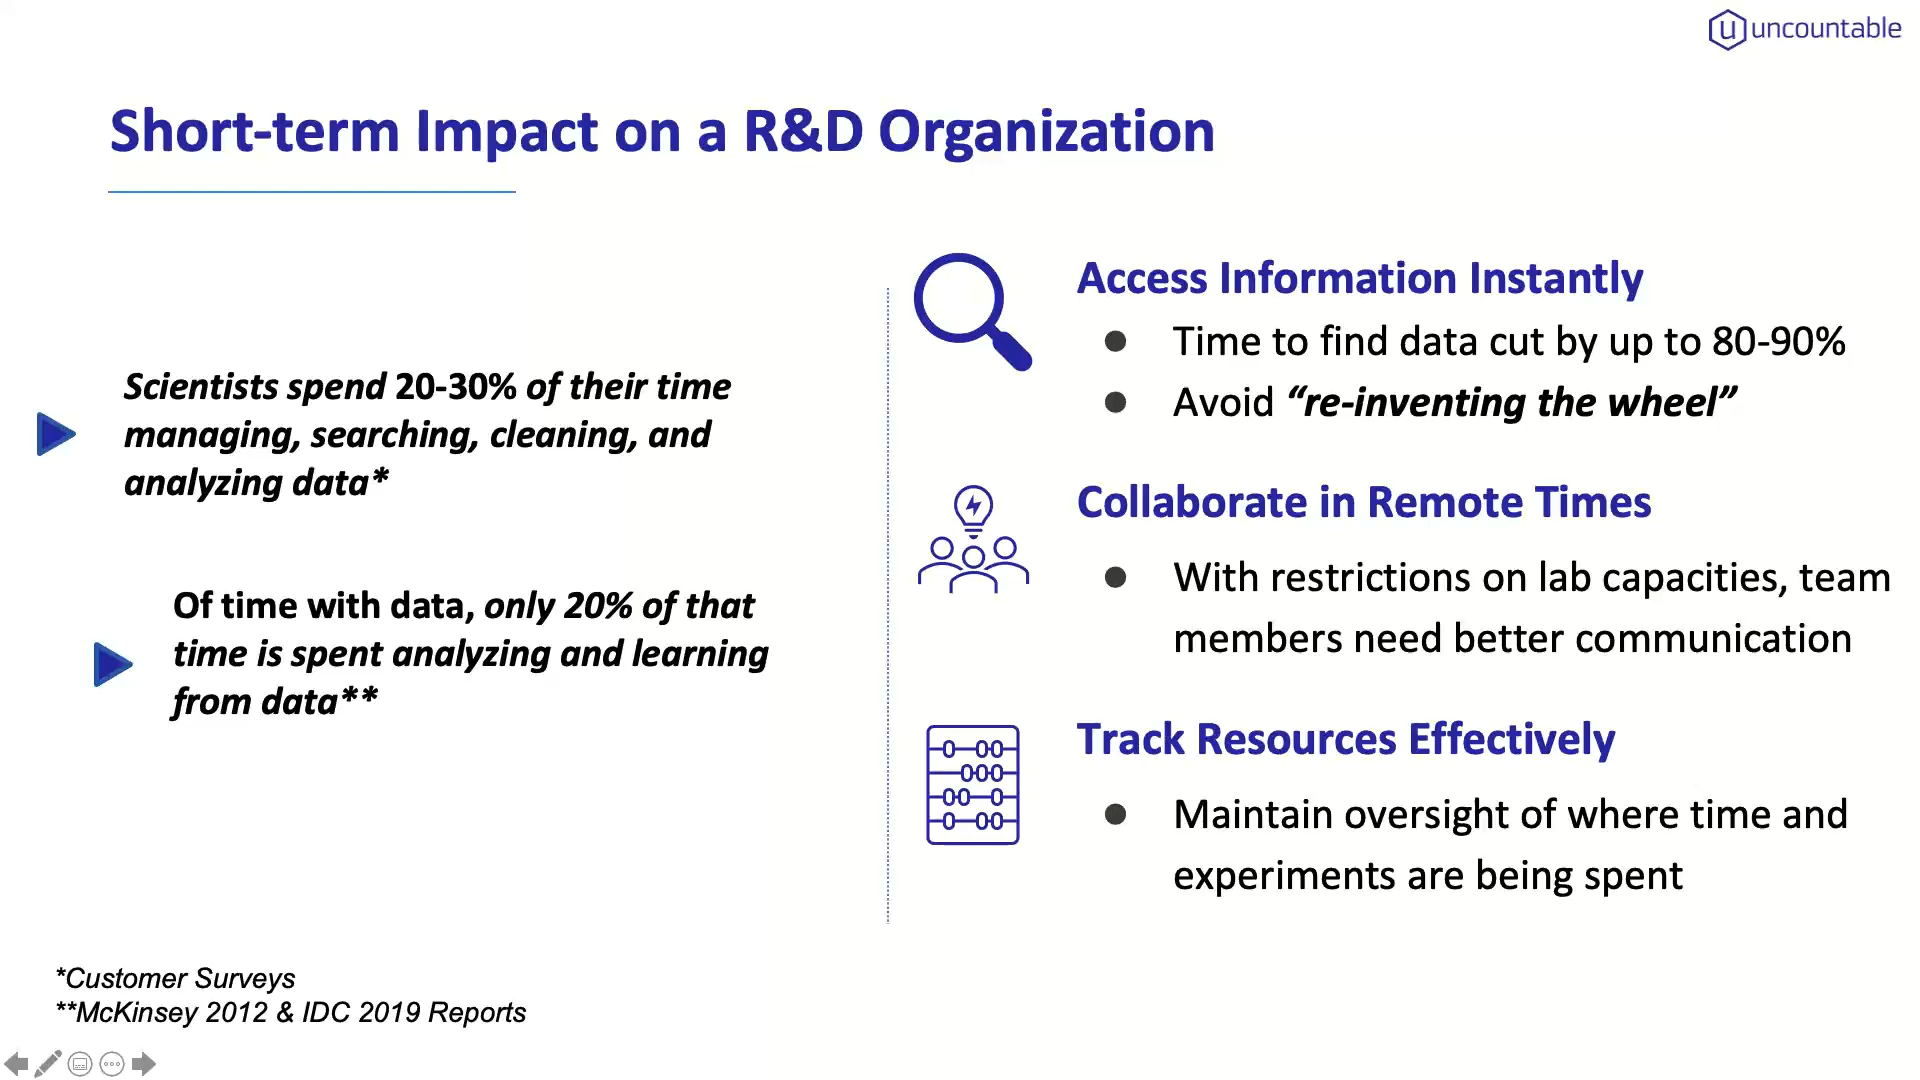 uncountable
Short-term Impact on a R&D Organization
Scientists spend 20-30% of their time
managing, searching, cleaning, and
analyzing data*
Of time with data, only 20% of that
time is spent analyzing and learning
from data**
Access Information Instantly
● Time to find data cut by up to 80-90%
● Avoid “re-inventing the wheel”
Collaborate in Remote Times
● With restrictions on lab capacities, team
members need better communication
Track Resources Effectively
● Maintain oversight of where time and
experiments are being spent
*Customer Surveys
**McKinsey 2012 & IDC 2019 Reports